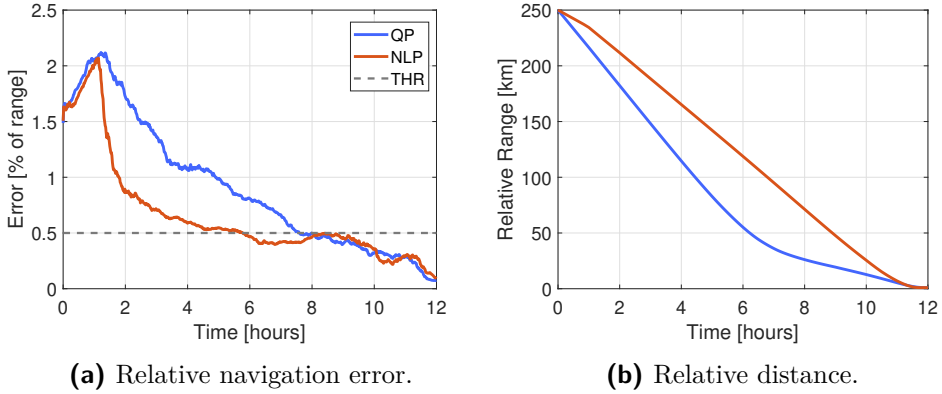 2.5
2
1.5
1
0.5
0
0 2 4 6 8 10 12
Error [% of range]
Time [hours]
QP
NLP
THR
(a) Relative navigation error.
250
200
150
100
50
0
0 2 4 6 8 10 12
Relative Range [km]
Time [hours]
(b) Relative distance.